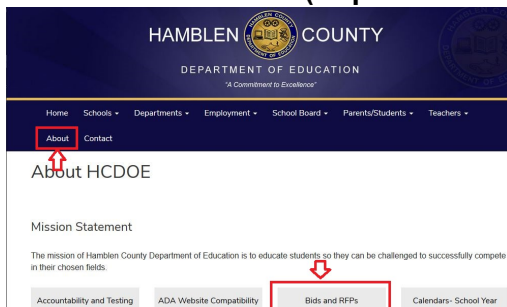 HAMBLEN COUNTY
DEPARTMENT OF EDUCATION
"A Commitment to Excellence"
Home Schools Departments Employment School Board Parents/Students Teachers
About Contact
About HCDOE
Mission Statement
The mission of Hamblen County Department of Education is to educate students so they can be challenged to successfully compete
in their chosen fields.
Accountability and Testing ADA Website Compatibility Bids and RFPs Calendars- School Year